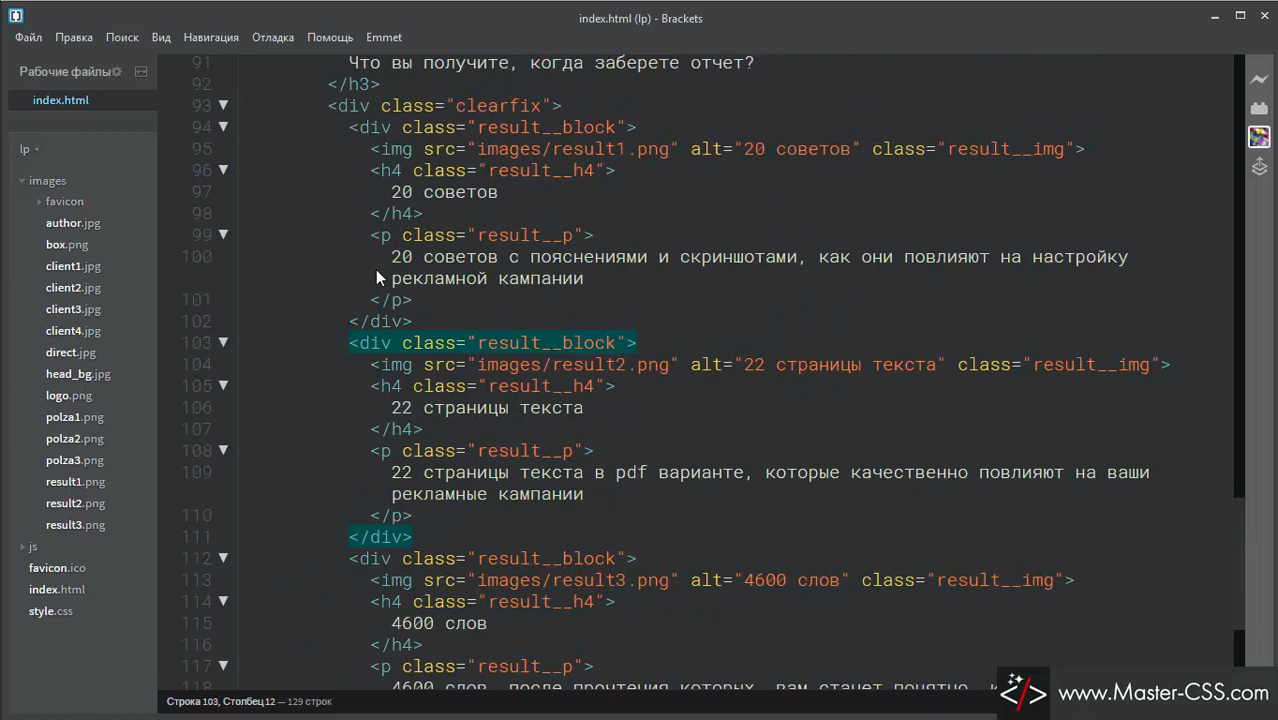 index.html (lp) - Brackets
Файл Правка Поиск Вид Навигация Отладка Помощь Emmet
Рабочие файлы
index.html
lp
images
favicon
author.jpg
box.png
client1.jpg
client2.jpg
client3.jpg
client4.jpg
direct.jpg
head_bg.jpg
logo.png
polza1.png
polza2.png
polza3.png
result1.png
result2.png
result3.png
js
favicon.ico
index.html
style.css
91 Что вы получите, когда заберете отчет?
92 </h3>
93 <div class="clearfix">
94 <div class="result__block">
95 <img src="images/result1.png" alt="20 советов" class="result__img">
96 <h4 class="result__h4">
97 20 советов
98 </h4>
99 <p class="result__p">
100 20 советов с пояснениями и скриншотами, как они повлияют на настройку
рекламной кампании
101 </p>
102 </div>
103 <div class="result__block">
104 <img src="images/result2.png" alt="22 страницы текста" class="result__img">
105 <h4 class="result__h4">
106 22 страницы текста
107 </h4>
108 <p class="result__p">
109 22 страницы текста в pdf варианте, которые качественно повлияют на ваши
рекламные кампании
110 </p>
111 </div>
112 <div class="result__block">
113 <img src="images/result3.png" alt="4600 слов" class="result__img">
114 <h4 class="result__h4">
115 4600 слов
116 </h4>
117 <p class="result__p">
118 4600 слов, после прочтения которых, вам станет понятно,
Строка 103, Столбец 12 — 129 строк
</> www.Master-CSS.com